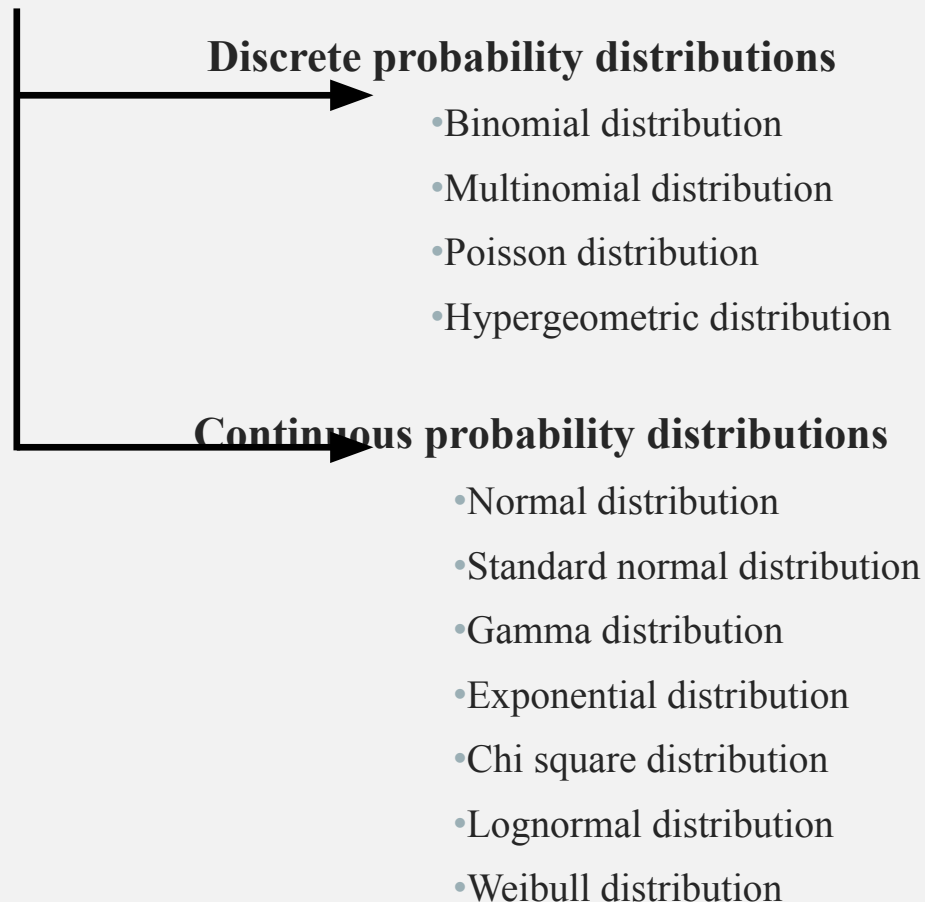 Discrete probability distributions
•Binomial distribution
•Multinomial distribution
•Poisson distribution
•Hypergeometric distribution
Continuous probability distributions
•Normal distribution
•Standard normal distribution
•Gamma distribution
•Exponential distribution
•Chi square distribution
•Lognormal distribution
•Weibull distribution